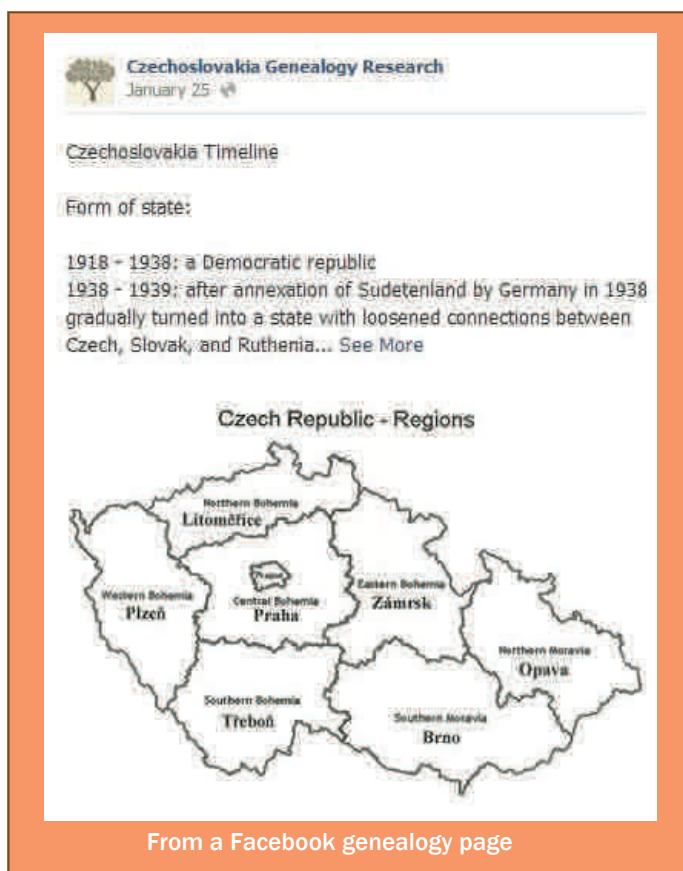 Czechoslovakia Genealogy Research
January 25
Czechoslovakia Timeline
Form of state:
1918 - 1938: a Democratic republic
1938 - 1939: after annexation of Sudetenland by Germany in 1938
gradually turned into a state with loosened connections between
Czech, Slovak, and Ruthenia... See More
Czech Republic - Regions
Northern Bohemia
Litoměřice
Western Bohemia
Plzeň
Central Bohemia
Praha
Eastern Bohemia
Zámrsk
Northern Moravia
Opava
Southern Bohemia
Třeboň
Southern Moravia
Brno
From a Facebook genealogy page